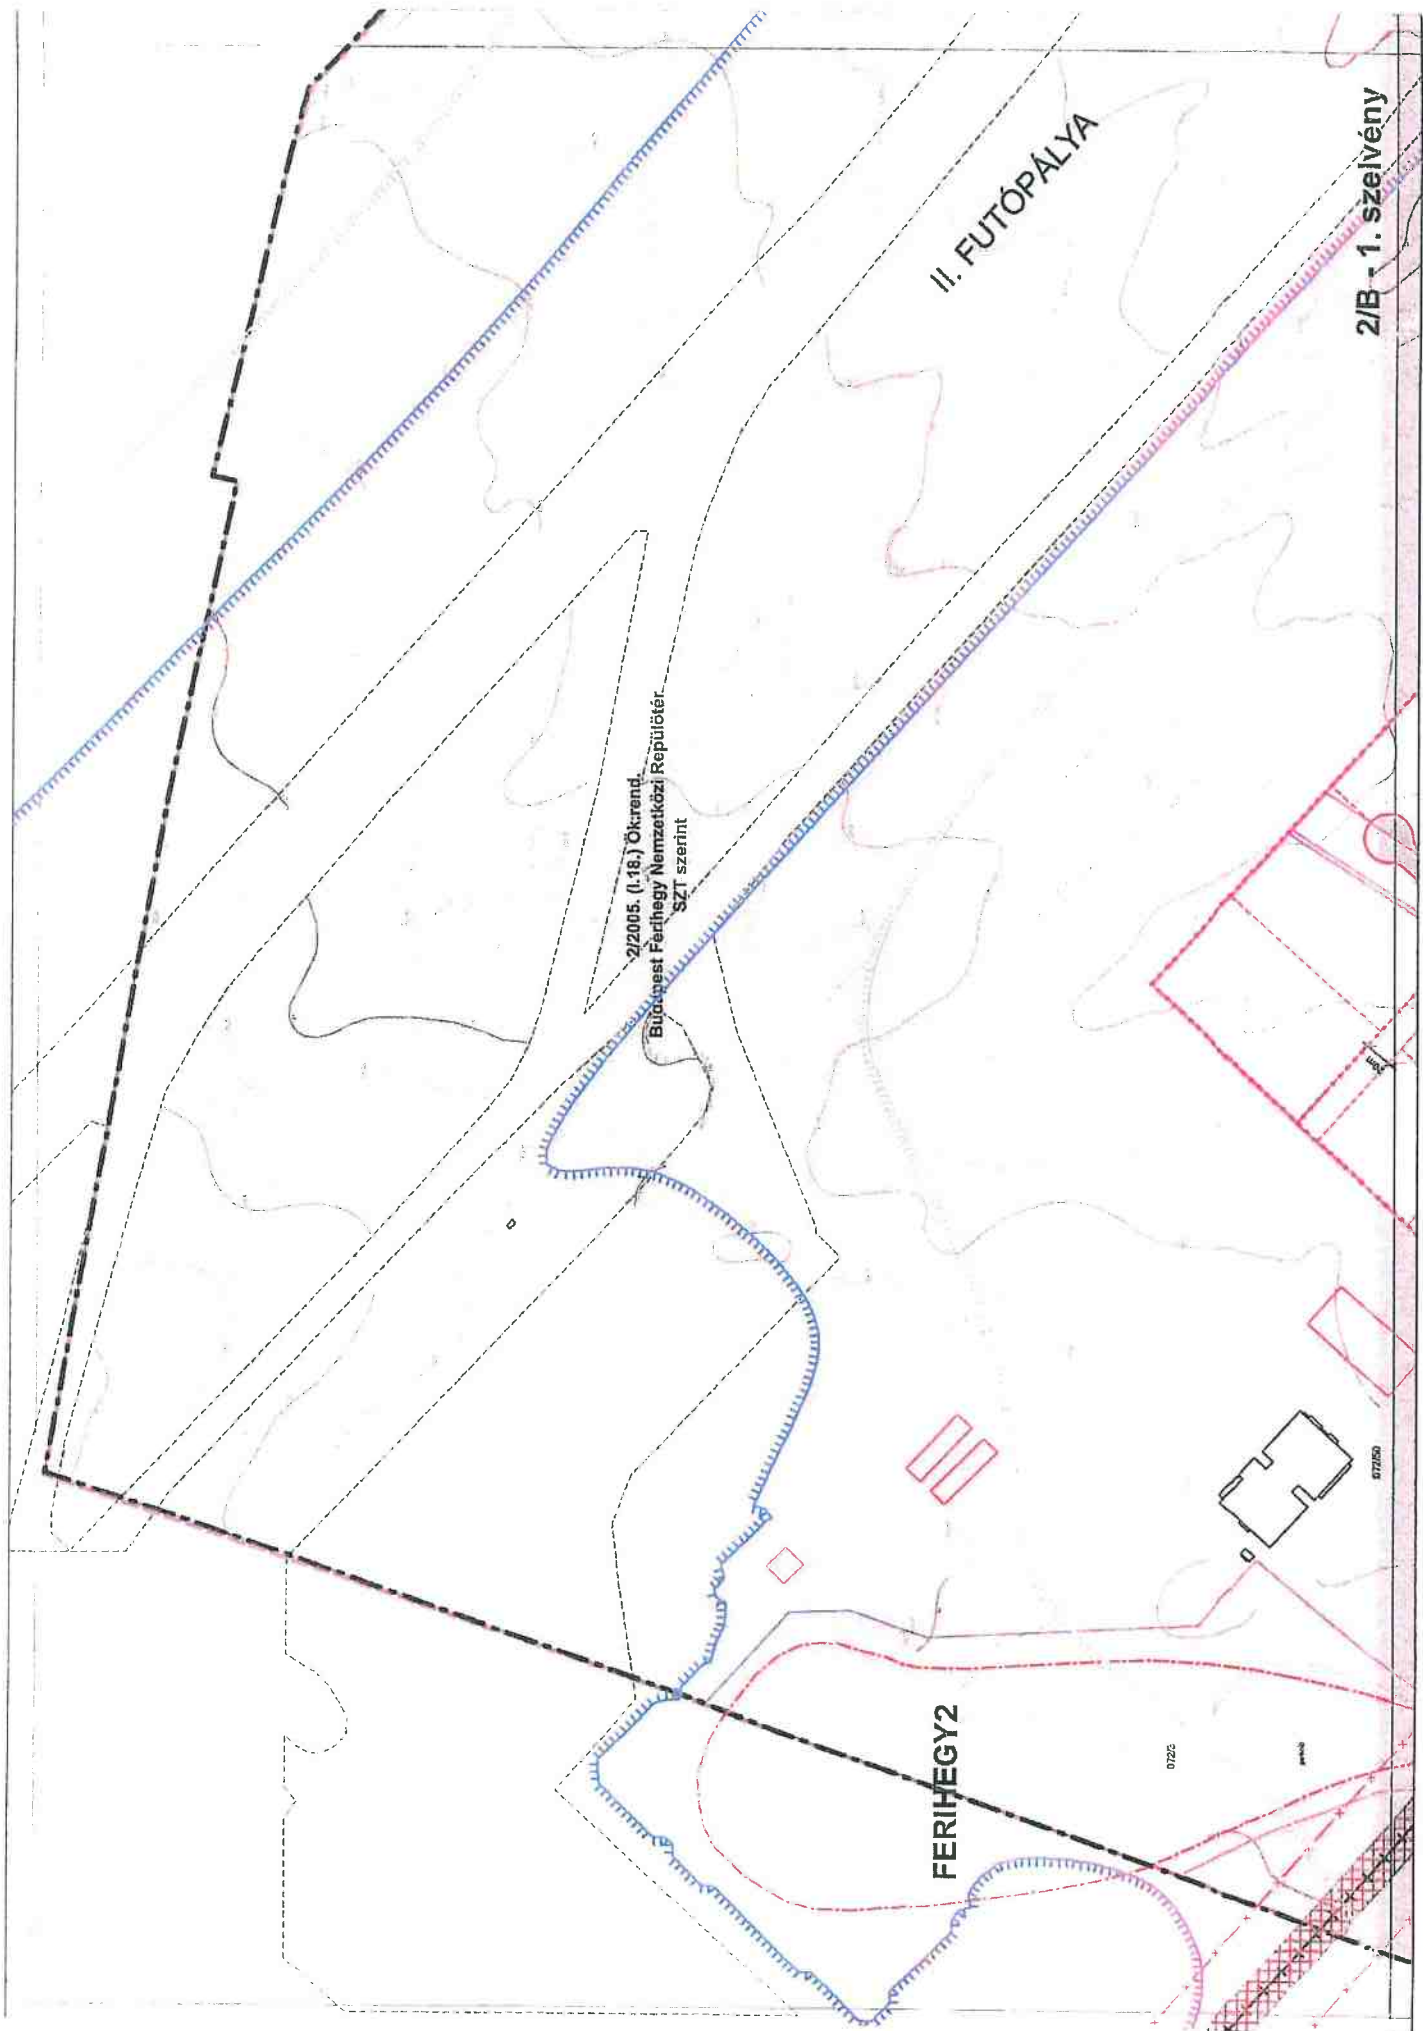 II. FUTÓPÁLYA
2/B - 1. szelvény
2/2005. (I.18.) Ök.rend.
Budapest Ferihegy Nemzetközi Repülőtér
SZT szerint
20m
072/50
FERIHEGY2
072/3